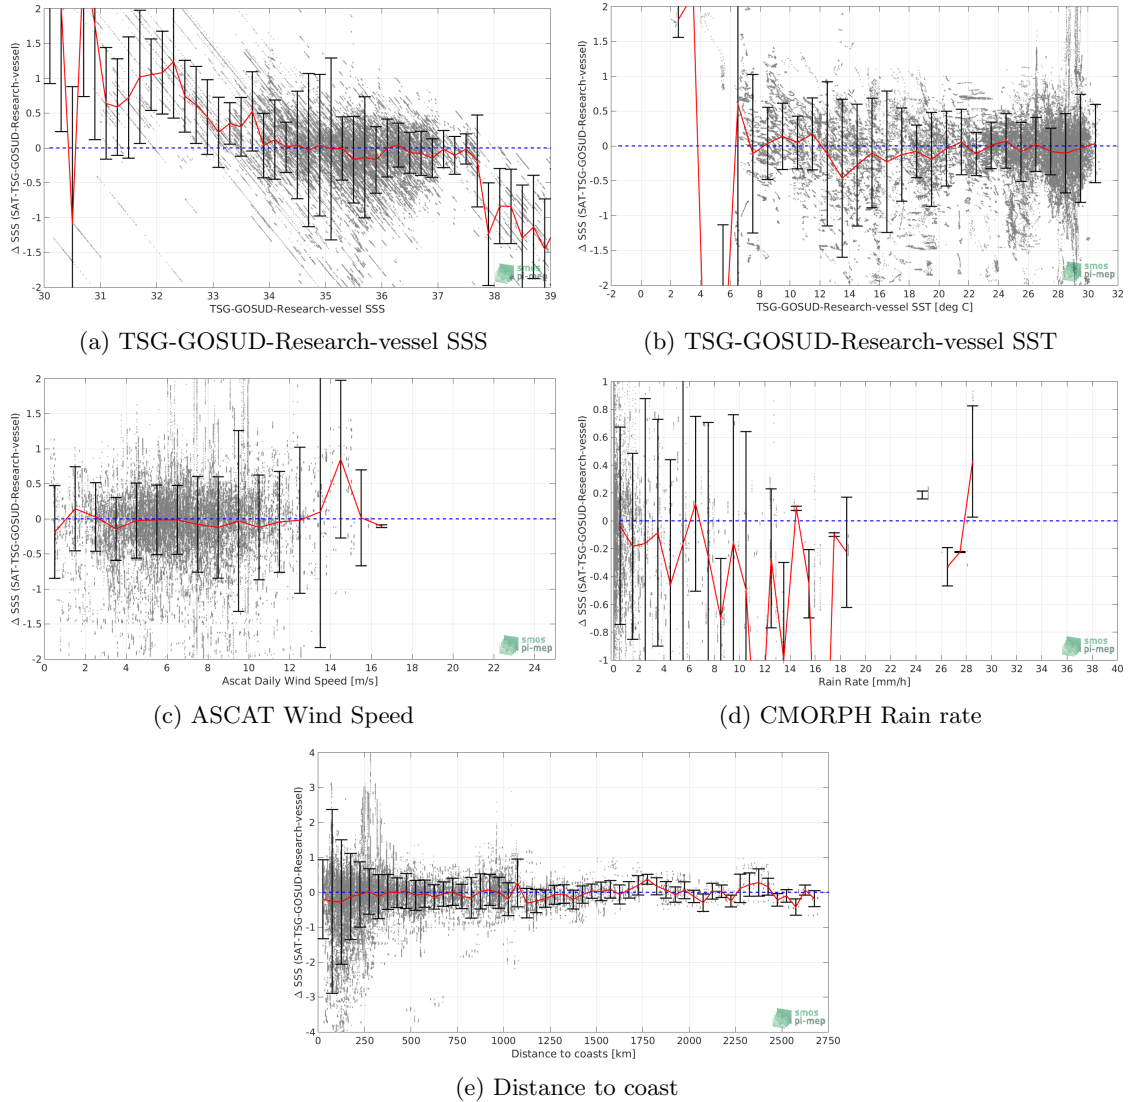 Δ SSS (SAT-TSG-GOSUD-Research-vessel)
2
1.5
1
0.5
0
-0.5
-1
-1.5
-2
30 31 32 33 34 35 36 37 38 39
TSG-GOSUD-Research-vessel SSS
smos
pi-mep
(a) TSG-GOSUD-Research-vessel SSS
Δ SSS (SAT-TSG-GOSUD-Research-vessel)
2
1.5
1
0.5
0
-0.5
-1
-1.5
-2
-2 0 2 4 6 8 10 12 14 16 18 20 22 24 26 28 30 32
TSG-GOSUD-Research-vessel SST [deg C]
smos
pi-mep
(b) TSG-GOSUD-Research-vessel SST
Δ SSS (SAT-TSG-GOSUD-Research-vessel)
2
1.5
1
0.5
0
-0.5
-1
-1.5
-2
0 2 4 6 8 10 12 14 16 18 20 22 24
Ascat Daily Wind Speed [m/s]
smos
pi-mep
(c) ASCAT Wind Speed
Δ SSS (SAT-TSG-GOSUD-Research-vessel)
1
0.8
0.6
0.4
0.2
0
-0.2
-0.4
-0.6
-0.8
-1
0 2 4 6 8 10 12 14 16 18 20 22 24 26 28 30 32 34 36 38 40
Rain Rate [mm/h]
smos
pi-mep
(d) CMORPH Rain rate
Δ SSS (SAT-TSG-GOSUD-Research-vessel)
4
3
2
1
0
-1
-2
-3
-4
0 250 500 750 1000 1250 1500 1750 2000 2250 2500 2750
Distance to coasts [km]
smos
pi-mep
(e) Distance to coast